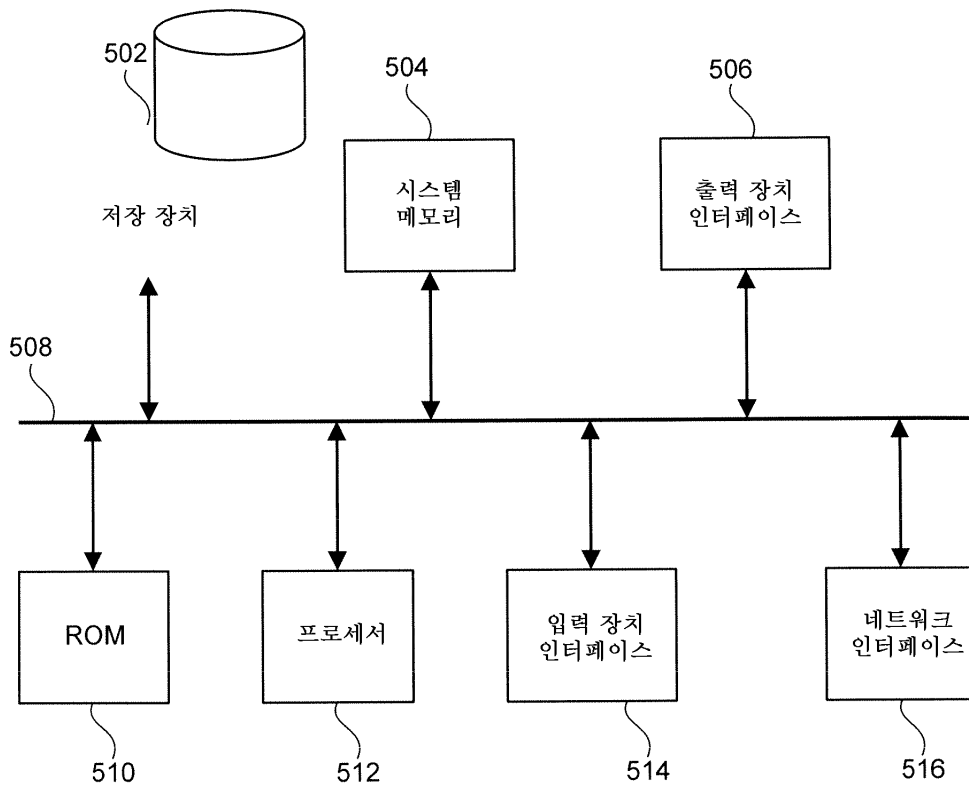 502
504
506
저장 장치
시스템
메모리
출력 장치
인터페이스
508
ROM
프로세서
입력 장치
인터페이스
네트워크
인터페이스
510
512
514
516